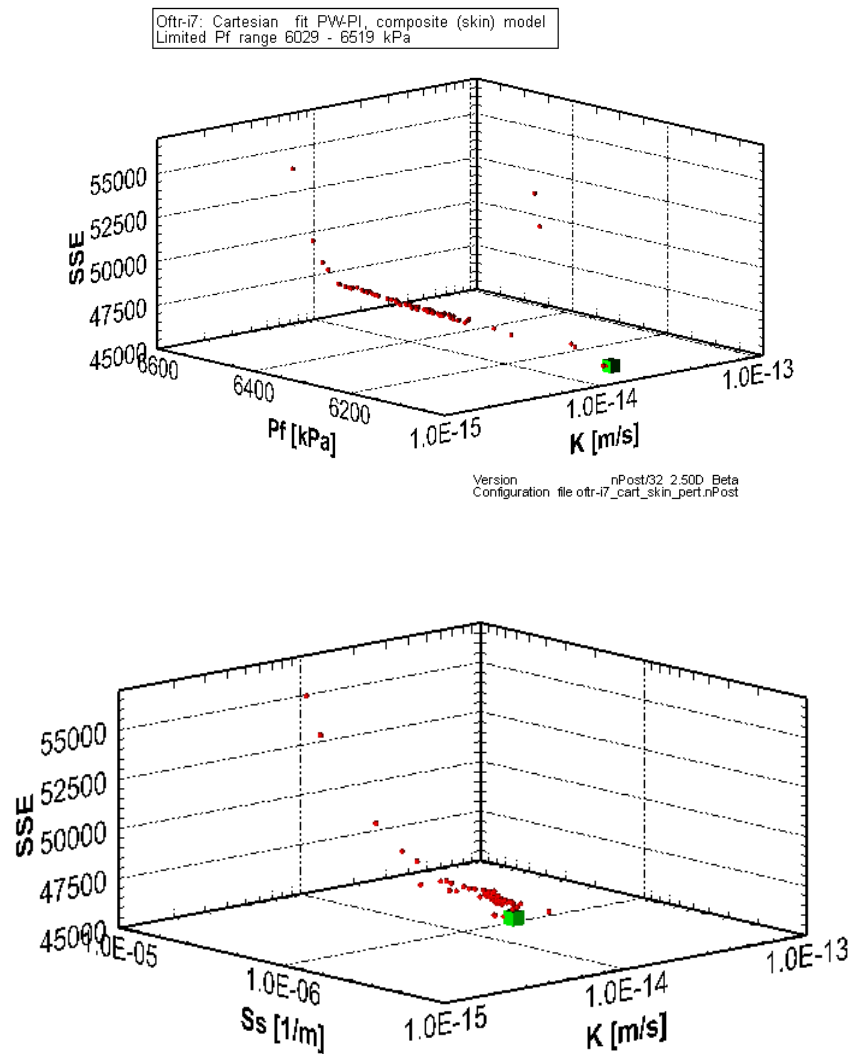 Oftr-i7: Cartesian fit PW-PI, composite (skin) model
Limited Pf range 6029 - 6519 kPa
55000
52500
50000
47500
45000
SSE
6600
6400
6200
Pf [kPa]
1.0E-15
1.0E-14
1.0E-13
K [m/s]
Version nPost/32 2.50D Beta
Configuration file oftr-i7_cart_skin_pert.nPost
55000
52500
50000
47500
45000
SSE
1.0E-05
1.0E-06
Ss [1/m]
1.0E-15
1.0E-14
1.0E-13
K [m/s]